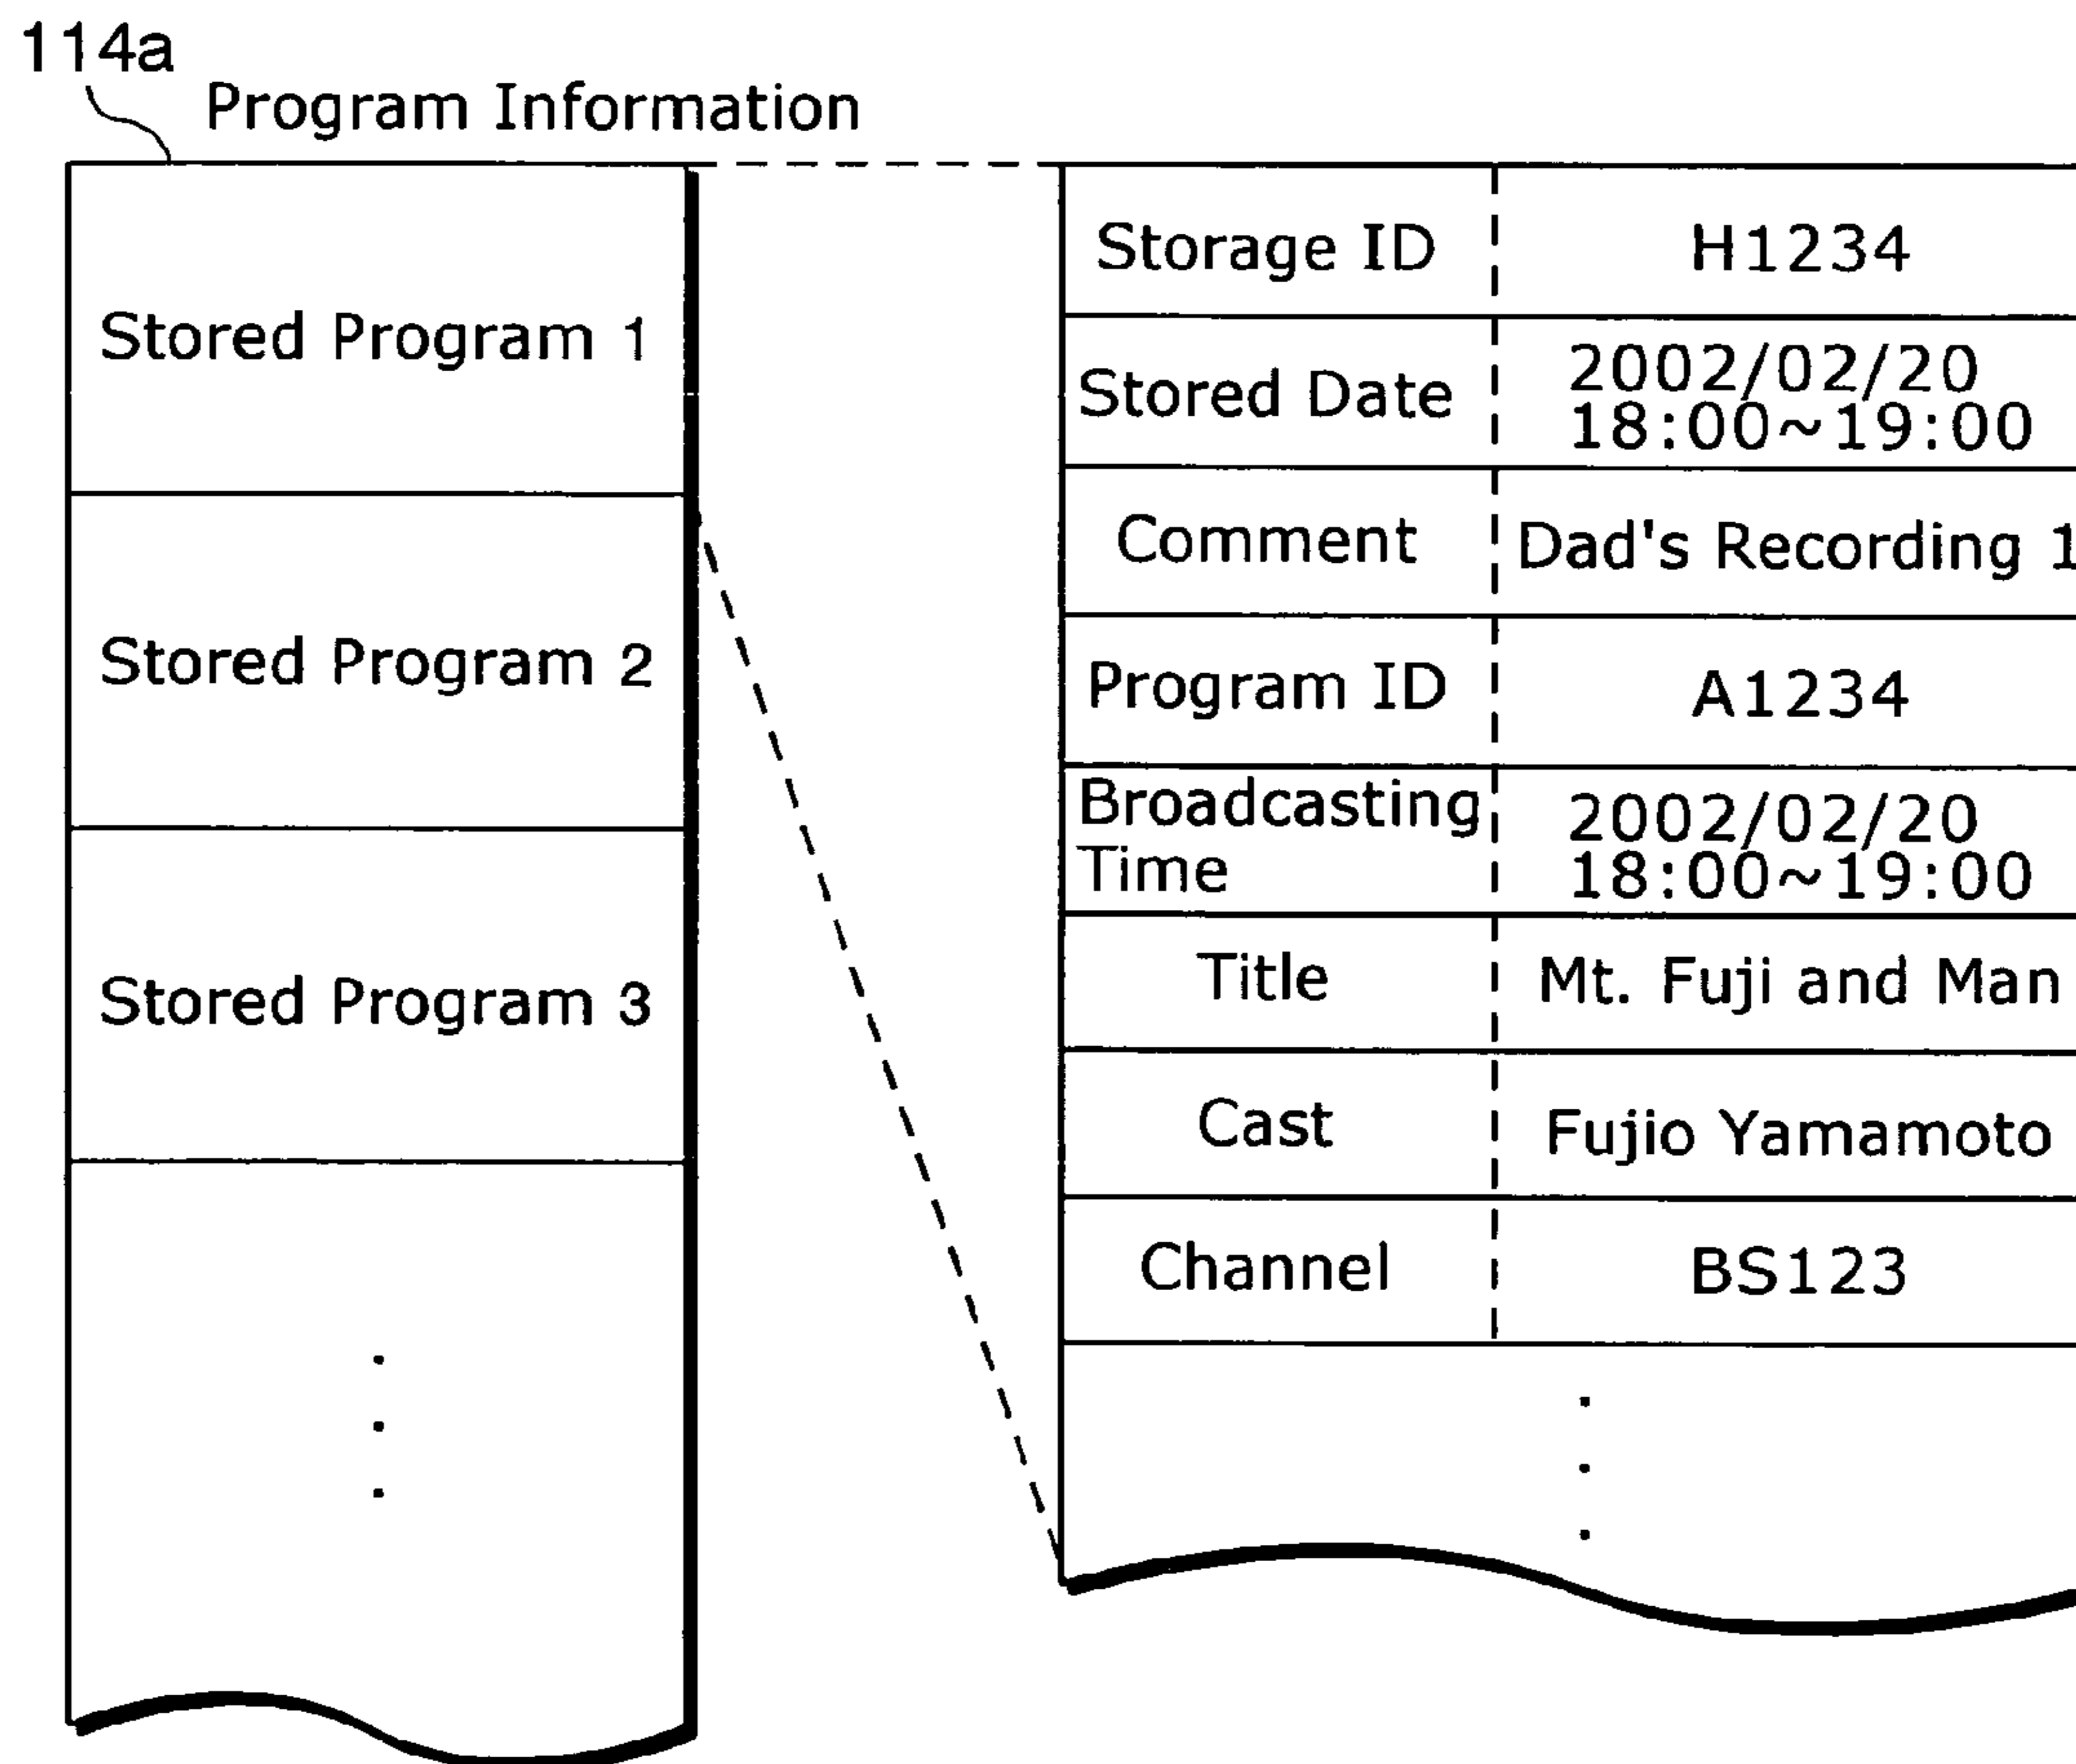 114a
Program Information
Stored Program 1
Stored Program 2
Stored Program 3
Storage ID H1234
Stored Date 2002/02/20
18:00~19:00
Comment Dad's Recording 1
Program ID A1234
Broadcasting
Time 2002/02/20
18:00~19:00
Title Mt. Fuji and Man
Cast Fujio Yamamoto
Channel BS123